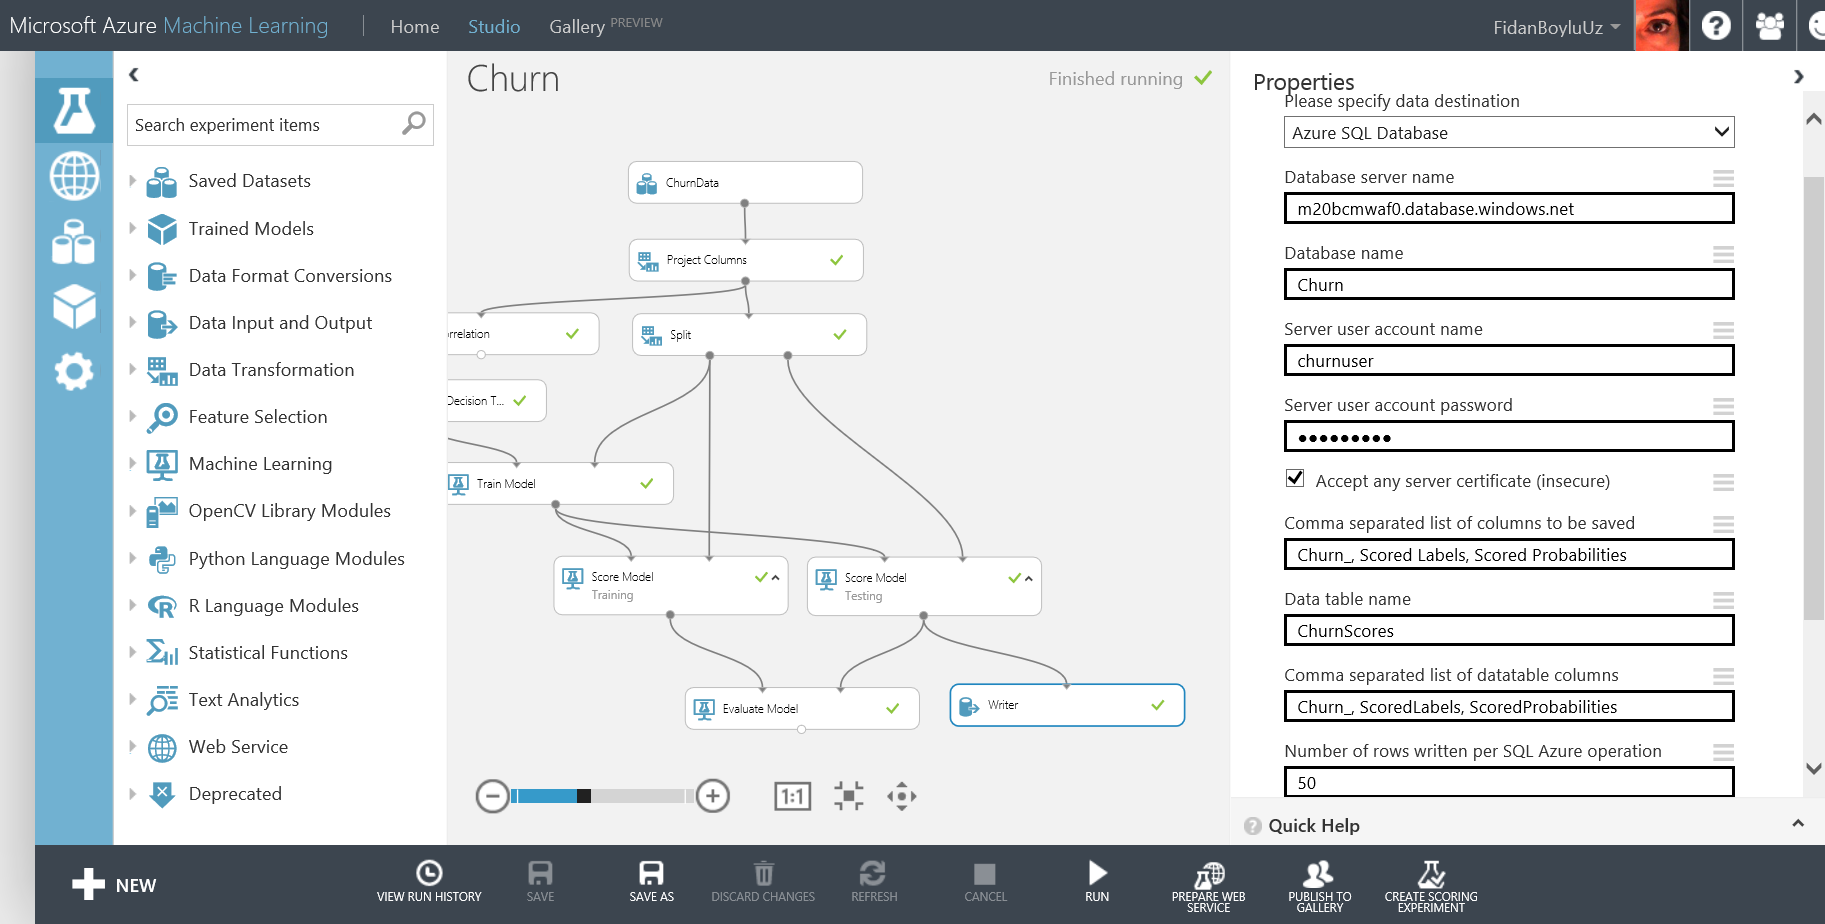 Microsoft Azure Machine Learning
Home
Studio
Gallery PREVIEW
FidanBoyluUz
Search experiment items
Saved Datasets
Trained Models
Data Format Conversions
Data Input and Output
Data Transformation
Feature Selection
Machine Learning
OpenCV Library Modules
Python Language Modules
R Language Modules
Statistical Functions
Text Analytics
Web Service
Deprecated
Churn
Finished running
ChurnData
Project Columns
rrelation
Split
Decision T...
Train Model
Score Model
Training
Score Model
Testing
Evaluate Model
Writer
1:1
Properties
Please specify data destination
Azure SQL Database
Database server name
m20bcmwaf0.database.windows.net
Database name
Churn
Server user account name
churnuser
Server user account password
●●●●●●●●●
Accept any server certificate (insecure)
Comma separated list of columns to be saved
Churn_, Scored Labels, Scored Probabilities
Data table name
ChurnScores
Comma separated list of datatable columns
Churn_, ScoredLabels, ScoredProbabilities
Number of rows written per SQL Azure operation
50
Quick Help
NEW
VIEW RUN HISTORY
SAVE
SAVE AS
DISCARD CHANGES
REFRESH
CANCEL
RUN
PREPARE WEB
SERVICE
PUBLISH TO
GALLERY
CREATE SCORING
EXPERIMENT